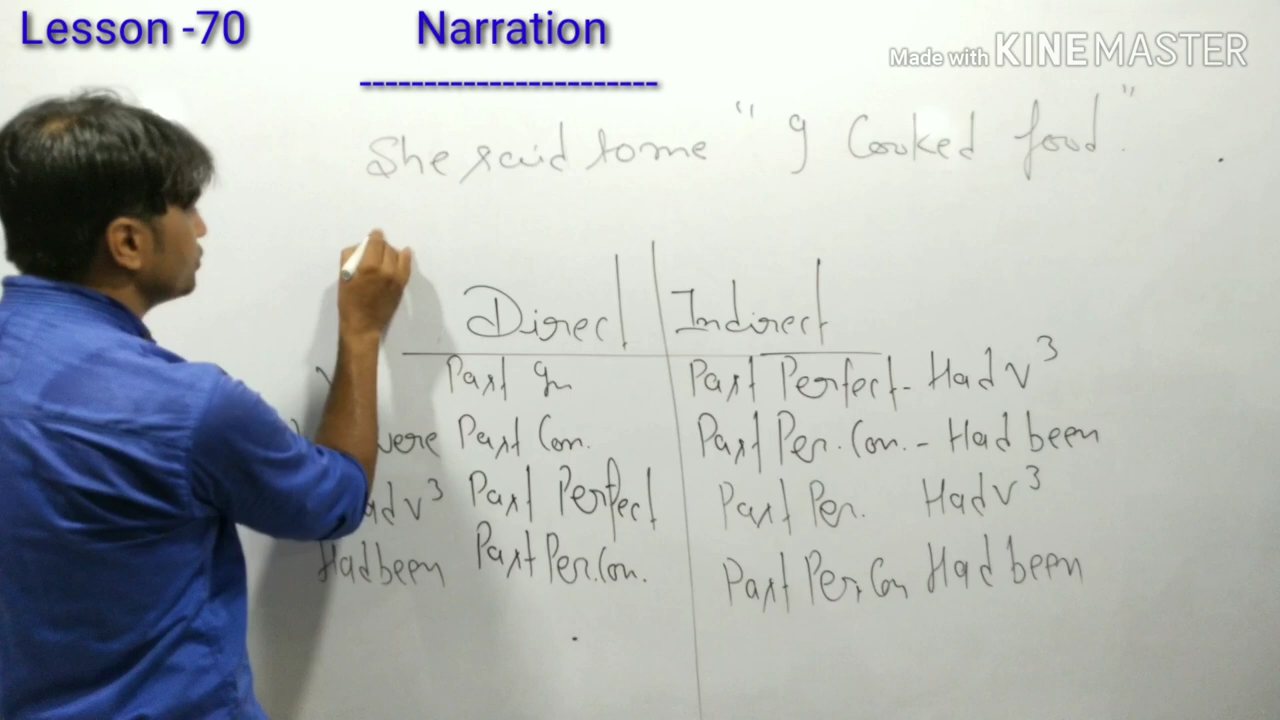 Lesson -70 Narration
Made with KINEMASTER
She said to me " I Cooked food."
Direct Indirect
Past In Past Perfect - Had v3
were Past Con. Past Per. Con. - Had been
ad v3 Past Perfect Past Per. Had v3
Had been Past Per. Con. Past Per. Con Had been